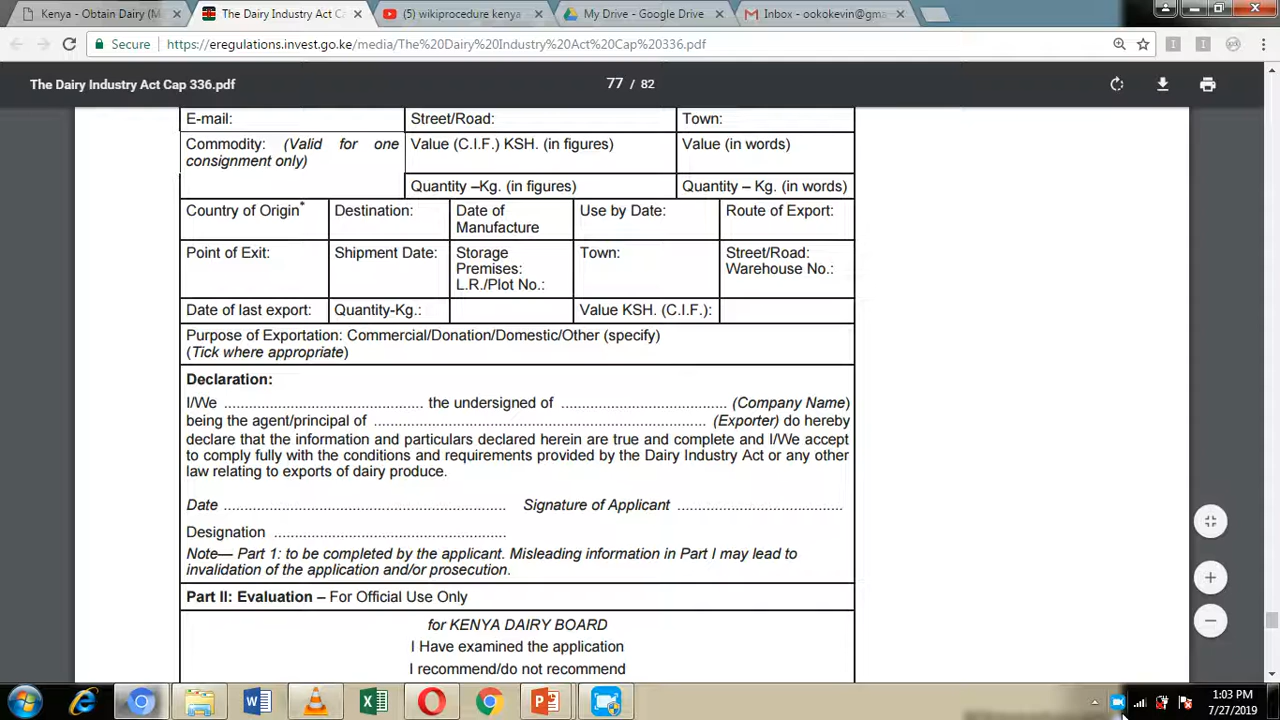 Kenya - Obtain Dairy (M
The Dairy Industry Act C
(5) wikiprocedure kenya
My Drive - Google Drive
Inbox - ookokevin@gma
Secure https://eregulations.invest.go.ke/media/The%20Dairy%20Industry%20Act%20Cap%20336.pdf
The Dairy Industry Act Cap 336.pdf 77 / 82
E-mail: Street/Road: Town:
Commodity: (Valid for one Value (C.I.F.) KSH. (in figures) Value (in words)
consignment only)
Quantity –Kg. (in figures) Quantity – Kg. (in words)
Country of Origin* Destination: Date of Use by Date: Route of Export:
Manufacture
Point of Exit: Shipment Date: Storage Town: Street/Road:
Premises: Warehouse No.:
L.R./Plot No.:
Date of last export: Quantity-Kg.: Value KSH. (C.I.F.):
Purpose of Exportation: Commercial/Donation/Domestic/Other (specify)
(Tick where appropriate)
Declaration:
I/We ................................................ the undersigned of ........................................ (Company Name)
being the agent/principal of ................................................................................ (Exporter) do hereby
declare that the information and particulars declared herein are true and complete and I/We accept
to comply fully with the conditions and requirements provided by the Dairy Industry Act or any other
law relating to exports of dairy produce.
Date .................................................................... Signature of Applicant ........................................
Designation ........................................................
Note— Part 1: to be completed by the applicant. Misleading information in Part I may lead to
invalidation of the application and/or prosecution.
Part II: Evaluation – For Official Use Only
for KENYA DAIRY BOARD
I Have examined the application
I recommend/do not recommend
1:03 PM
7/27/2019